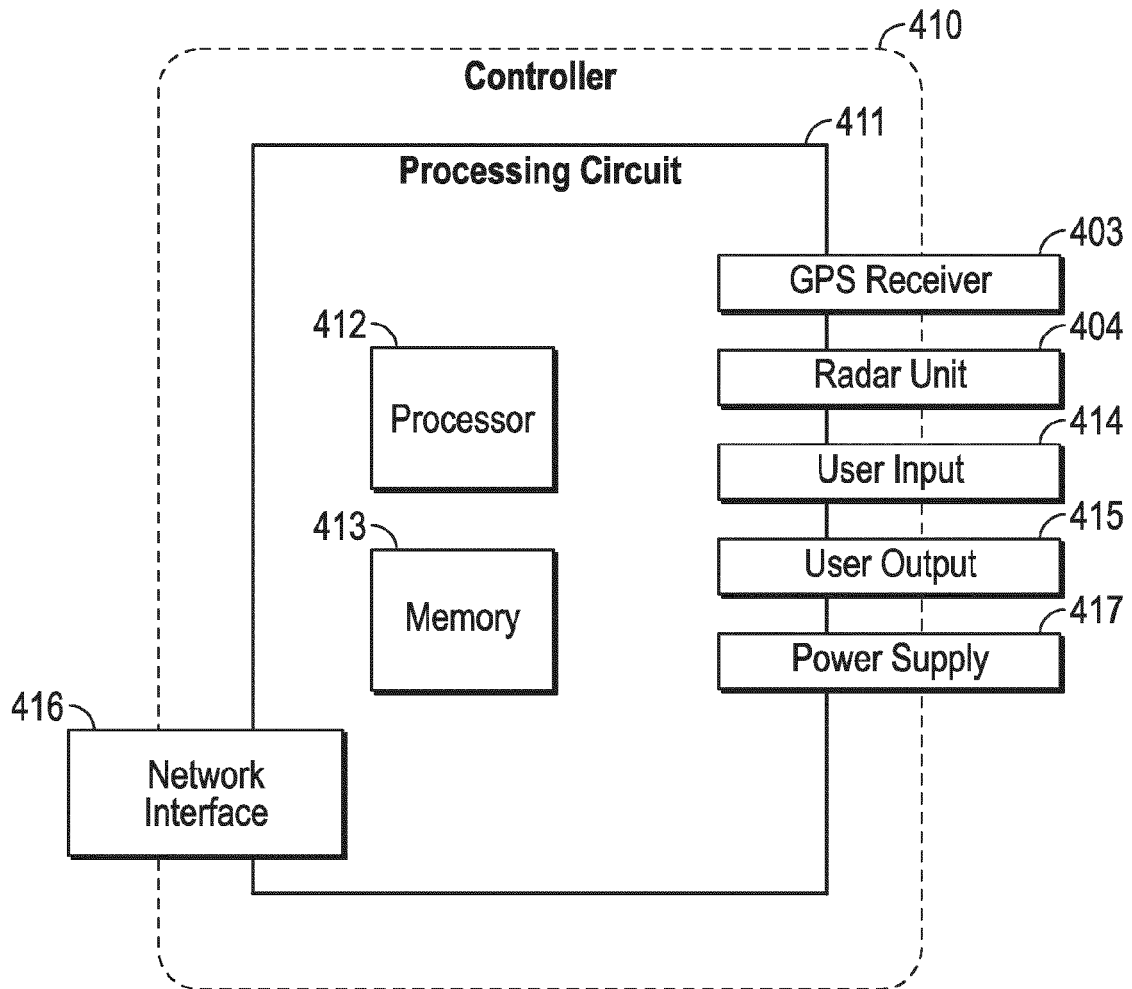 410
Controller
411
Processing Circuit
403
GPS Receiver
404
Radar Unit
412
Processor
414
User Input
415
User Output
413
Memory
417
Power Supply
416
Network
Interface